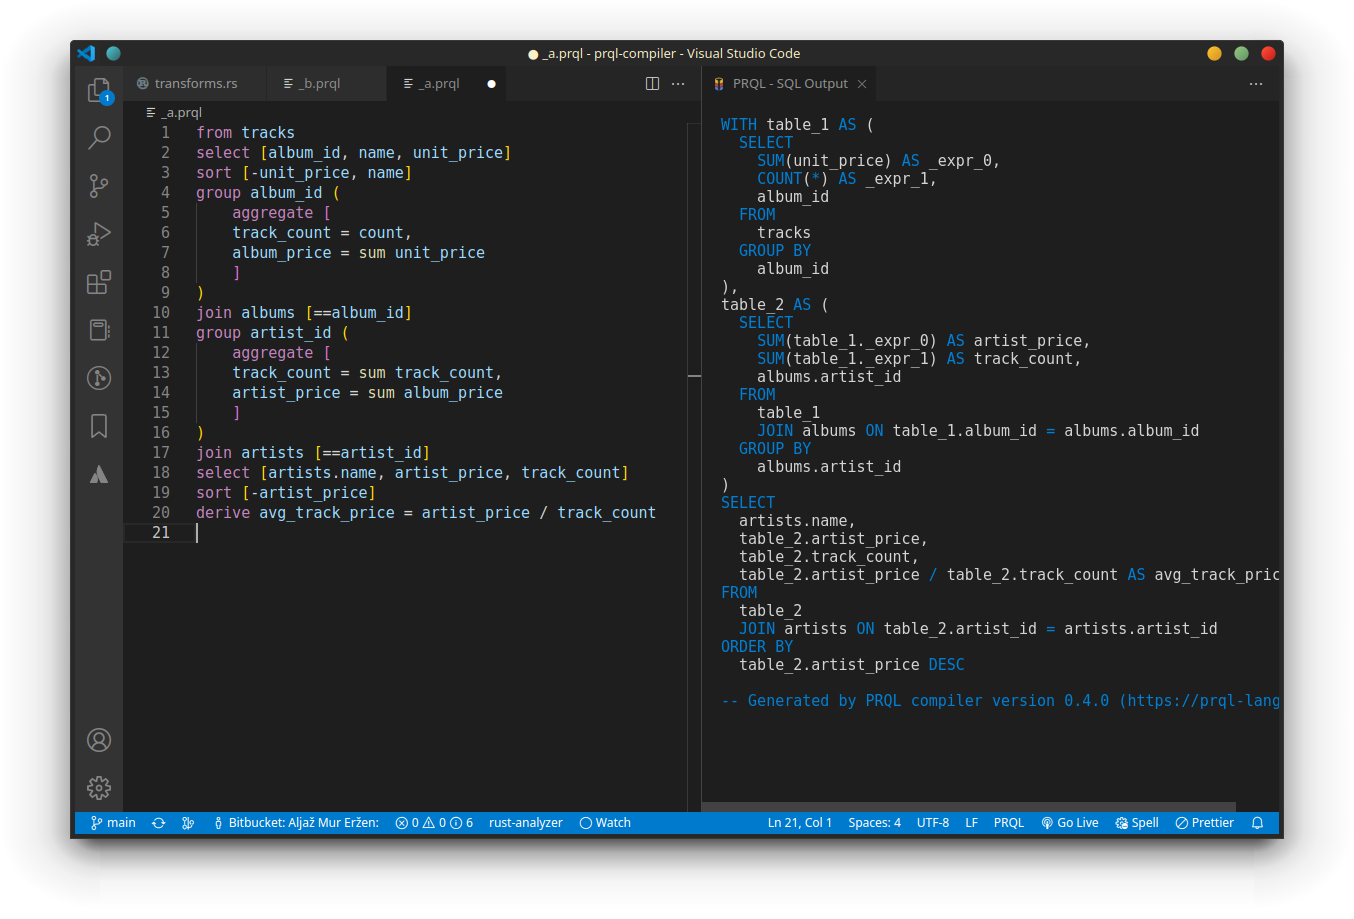 _a.prql - prql-compiler - Visual Studio Code
transforms.rs
_b.prql
_a.prql
PRQL - SQL Output
1
_a.prql
1 from tracks
2 select [album_id, name, unit_price]
3 sort [-unit_price, name]
4 group album_id (
5     aggregate [
6     track_count = count,
7     album_price = sum unit_price
8     ]
9 )
10 join albums [==album_id]
11 group artist_id (
12     aggregate [
13     track_count = sum track_count,
14     artist_price = sum album_price
15     ]
16 )
17 join artists [==artist_id]
18 select [artists.name, artist_price, track_count]
19 sort [-artist_price]
20 derive avg_track_price = artist_price / track_count
21
WITH table_1 AS (
  SELECT
    SUM(unit_price) AS _expr_0,
    COUNT(*) AS _expr_1,
    album_id
  FROM
    tracks
  GROUP BY
    album_id
),
table_2 AS (
  SELECT
    SUM(table_1._expr_0) AS artist_price,
    SUM(table_1._expr_1) AS track_count,
    albums.artist_id
  FROM
    table_1
    JOIN albums ON table_1.album_id = albums.album_id
  GROUP BY
    albums.artist_id
)
SELECT
  artists.name,
  table_2.artist_price,
  table_2.track_count,
  table_2.artist_price / table_2.track_count AS avg_track_pric
FROM
  table_2
  JOIN artists ON table_2.artist_id = artists.artist_id
ORDER BY
  table_2.artist_price DESC
-- Generated by PRQL compiler version 0.4.0 (https://prql-lang
main Bitbucket: Aljaž Mur Eržen: 0 0 6 rust-analyzer Watch Ln 21, Col 1 Spaces: 4 UTF-8 LF PRQL Go Live Spell Prettier